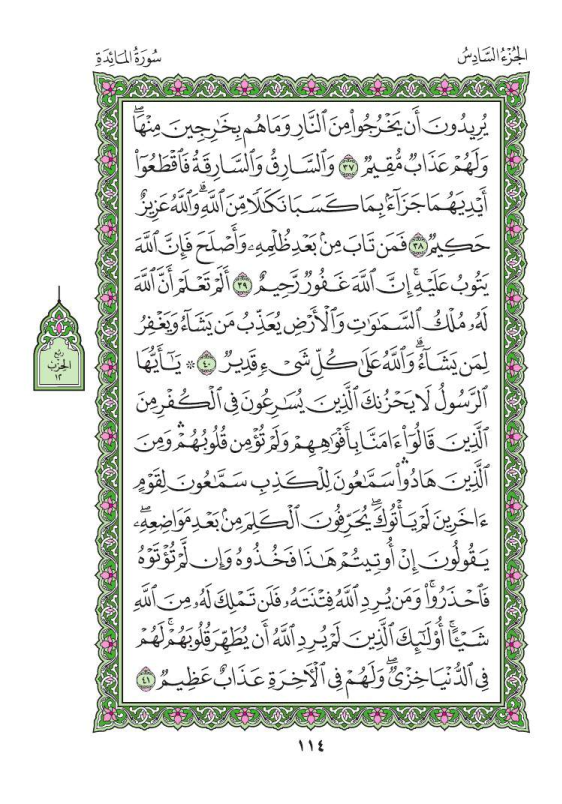 الجُزْءُ السَّادِسُ
سُورَةُ المَائِدَةِ
يُرِيدُونَ أَن يَخْرُجُوا۟ مِنَ ٱلنَّارِ وَمَا هُم بِخَـٰرِجِينَ مِنْهَاۖ
وَلَهُمْ عَذَابٌ مُّقِيمٌ ٣٧ وَٱلسَّارِقُ وَٱلسَّارِقَةُ فَٱقْطَعُوٓا۟
أَيْدِيَهُمَا جَزَآءًۢ بِمَا كَسَبَا نَكَـٰلًا مِّنَ ٱللَّهِۗ وَٱللَّهُ عَزِيزٌ
حَكِيمٌ ٣٨ فَمَن تَابَ مِنۢ بَعْدِ ظُلْمِهِۦ وَأَصْلَحَ فَإِنَّ ٱللَّهَ
يَتُوبُ عَلَيْهِۚ إِنَّ ٱللَّهَ غَفُورٌ رَّحِيمٌ ٣٩ أَلَمْ تَعْلَمْ أَنَّ ٱللَّهَ
لَهُۥ مُلْكُ ٱلسَّمَـٰوَٰتِ وَٱلْأَرْضِ يُعَذِّبُ مَن يَشَآءُ وَيَغْفِرُ
لِمَن يَشَآءُۗ وَٱللَّهُ عَلَىٰ كُلِّ شَىْءٍ قَدِيرٌ ٤٠ ۞ يَـٰٓأَيُّهَا
ٱلرَّسُولُ لَا يَحْزُنكَ ٱلَّذِينَ يُسَـٰرِعُونَ فِى ٱلْكُفْرِ مِنَ
ٱلَّذِينَ قَالُوٓا۟ ءَامَنَّا بِأَفْوَٰهِهِمْ وَلَمْ تُؤْمِن قُلُوبُهُمْۛ وَمِنَ
ٱلَّذِينَ هَادُوا۟ۛ سَمَّـٰعُونَ لِلْكَذِبِ سَمَّـٰعُونَ لِقَوْمٍ
ءَاخَرِينَ لَمْ يَأْتُوكَۖ يُحَرِّفُونَ ٱلْكَلِمَ مِنۢ بَعْدِ مَوَاضِعِهِۦۖ
يَقُولُونَ إِنْ أُوتِيتُمْ هَـٰذَا فَخُذُوهُ وَإِن لَّمْ تُؤْتَوْهُ
فَٱحْذَرُوا۟ۚ وَمَن يُرِدِ ٱللَّهُ فِتْنَتَهُۥ فَلَن تَمْلِكَ لَهُۥ مِنَ ٱللَّهِ
شَيْـًٔاۚ أُو۟لَـٰٓئِكَ ٱلَّذِينَ لَمْ يُرِدِ ٱللَّهُ أَن يُطَهِّرَ قُلُوبَهُمْۚ لَهُمْ
فِى ٱلدُّنْيَا خِزْىٌۖ وَلَهُمْ فِى ٱلْـَٔاخِرَةِ عَذَابٌ عَظِيمٌ ٤١
ربع
الحزب
١٢
١١٤